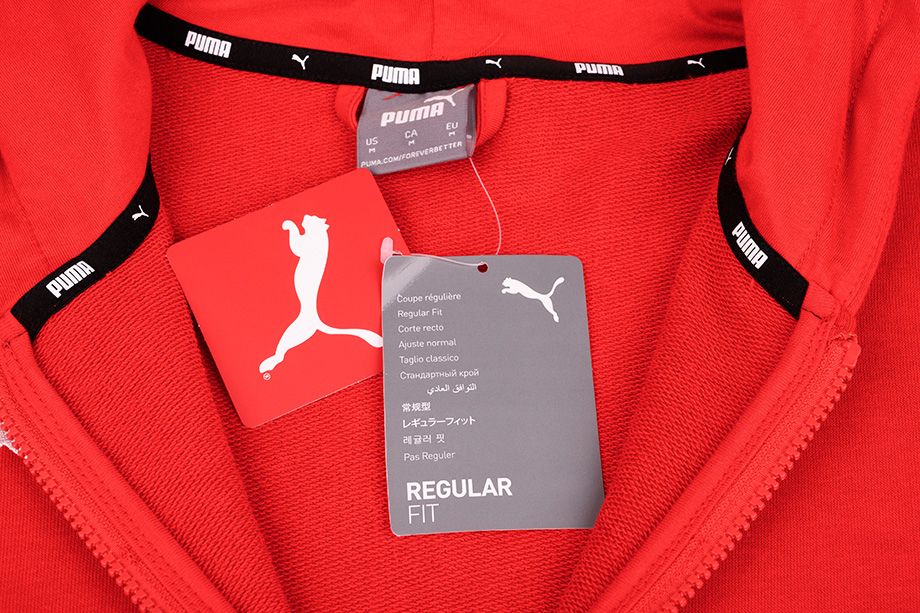 PUMA
PUMA
PUMA
PUMA
US CA EU
M M M
PUMA.COM/FOREVERBETTER
PUMA
PUMA
Coupe régulière
Regular Fit
Corte recto
Ajuste normal
Taglio classico
Стандартный крой
التوافق العادي
常规型
レギュラーフィット
레귤러 핏
Pas Reguler
REGULAR
FIT
®